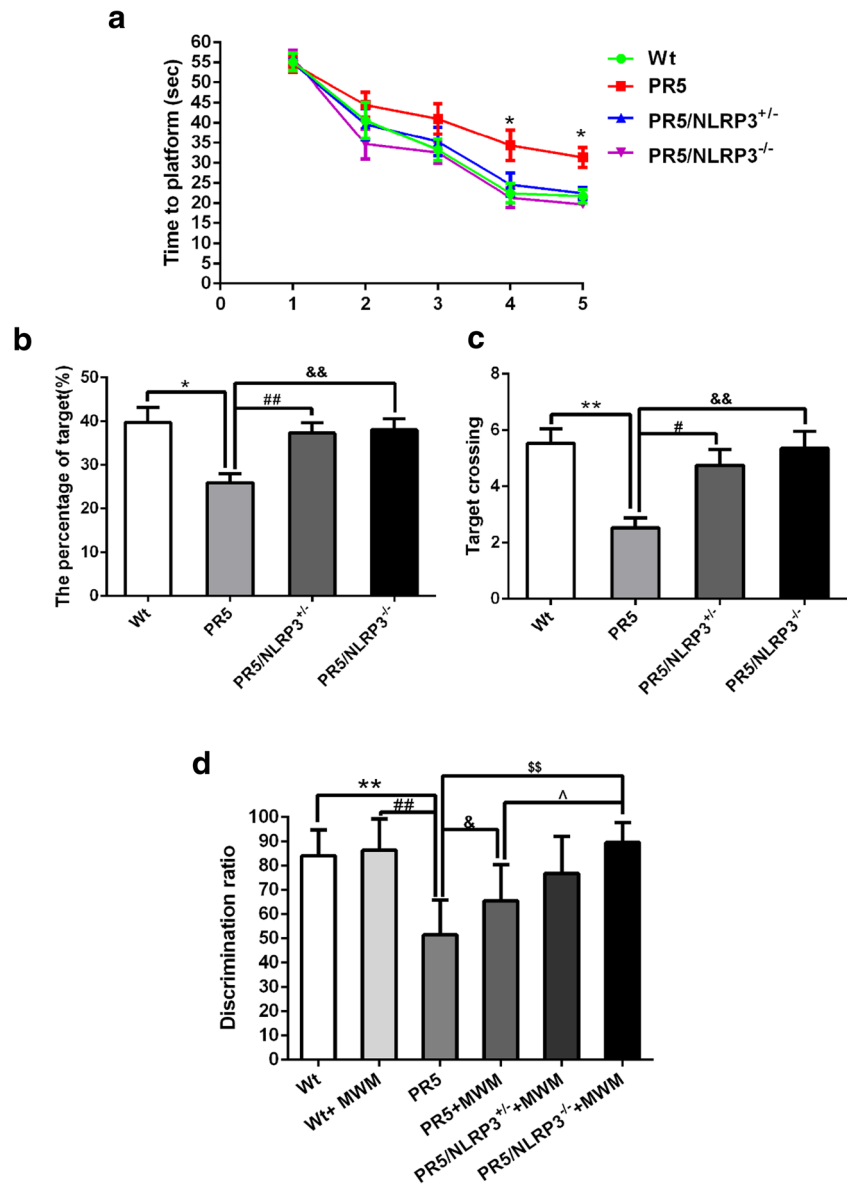 a
Time to platform (sec)
60
55
50
45
40
35
30
25
20
15
10
5
0
0 1 2 3 4 5
* *
Wt
PR5
PR5/NLRP3+/-
PR5/NLRP3-/-
b
The percentage of target(%)
50
40
30
20
10
0
* ## &&
Wt PR5 PR5/NLRP3+/- PR5/NLRP3-/-
c
Target crossing
8
6
4
2
0
** # &&
Wt PR5 PR5/NLRP3+/- PR5/NLRP3-/-
d
Discrimination ratio
100
90
80
70
60
50
40
30
20
10
0
** ## & $$ ^
Wt Wt+ MWM PR5 PR5+MWM PR5/NLRP3+/-+MWM PR5/NLRP3-/-+MWM